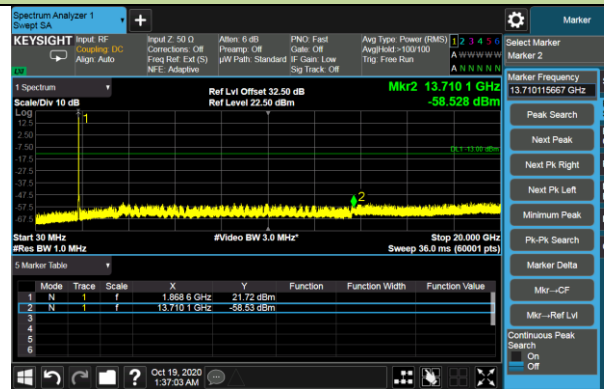 Spectrum Analyzer 1
Swept SA
Marker
KEYSIGHT
Input: RF
Coupling: DC
Align: Auto
Input Z: 50 Ω
Corrections: Off
Freq Ref: Ext (S)
NFE: Adaptive
Atten: 6 dB
Preamp: Off
µW Path: Standard
PNO: Fast
Gate: Off
IF Gain: Low
Sig Track: Off
Avg Type: Power (RMS)
Avg|Hold:>100/100
Trig: Free Run
1 2 3 4 5 6
A W W W W W
A N N N N N
Select Marker
Marker 2
Marker Frequency
13.710115667 GHz
Peak Search
Next Peak
Next Pk Right
Next Pk Left
Minimum Peak
Pk-Pk Search
Marker Delta
Mkr→CF
Mkr→Ref Lvl
Continuous Peak
Search
On
Off
1 Spectrum
Scale/Div 10 dB
Ref Lvl Offset 32.50 dB
Ref Level 22.50 dBm
Mkr2 13.710 1 GHz
-58.528 dBm
Log
12.5
2.50
-7.50
-17.5
-27.5
-37.5
-47.5
-57.5
-67.5
1
DL1 -13.00 dBm
2
Start 30 MHz
#Res BW 1.0 MHz
#Video BW 3.0 MHz*
Stop 20.000 GHz
Sweep 36.0 ms (60001 pts)
5 Marker Table
Mode Trace Scale X Y Function Function Width Function Value
1 N 1 f 1.868 6 GHz 21.72 dBm
2 N 1 f 13.710 1 GHz -58.53 dBm
3
4
5
6
?
Oct 19, 2020
1:37:03 AM